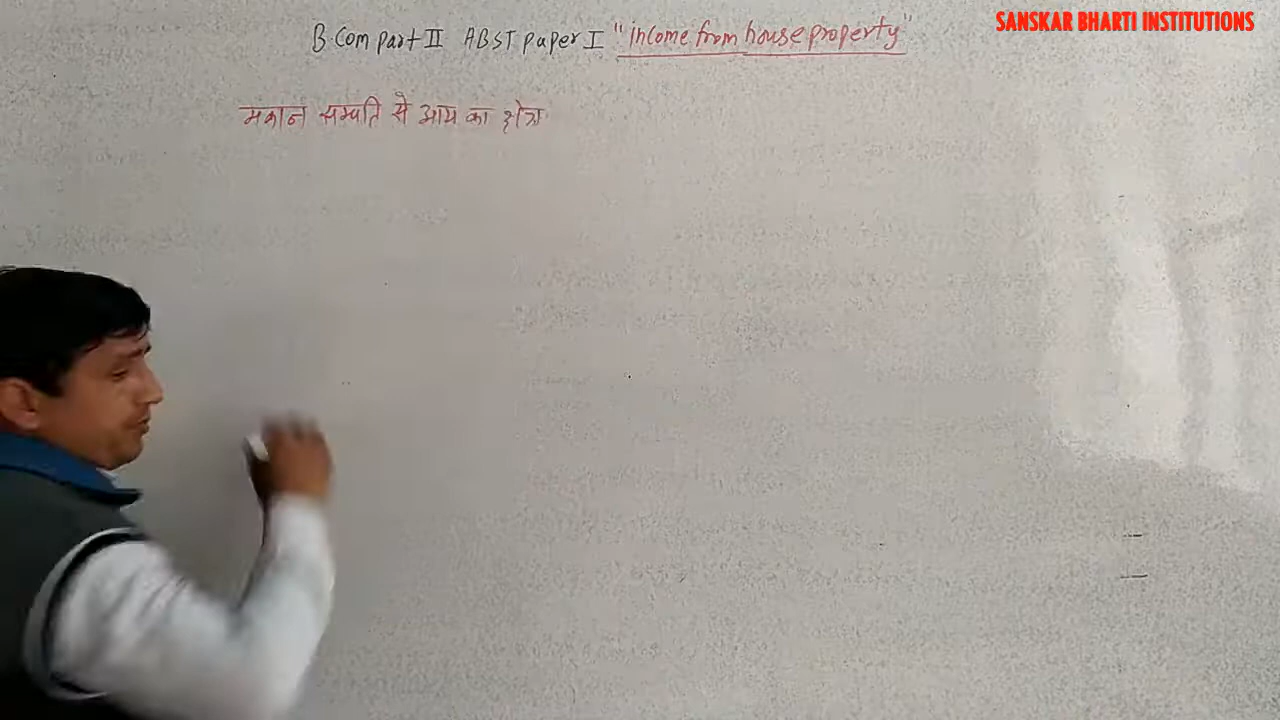 SANSKAR BHARTI INSTITUTIONS
B.Com part II ABST paper I "income from house property"
मकान सम्पति से आय का क्षेत्र